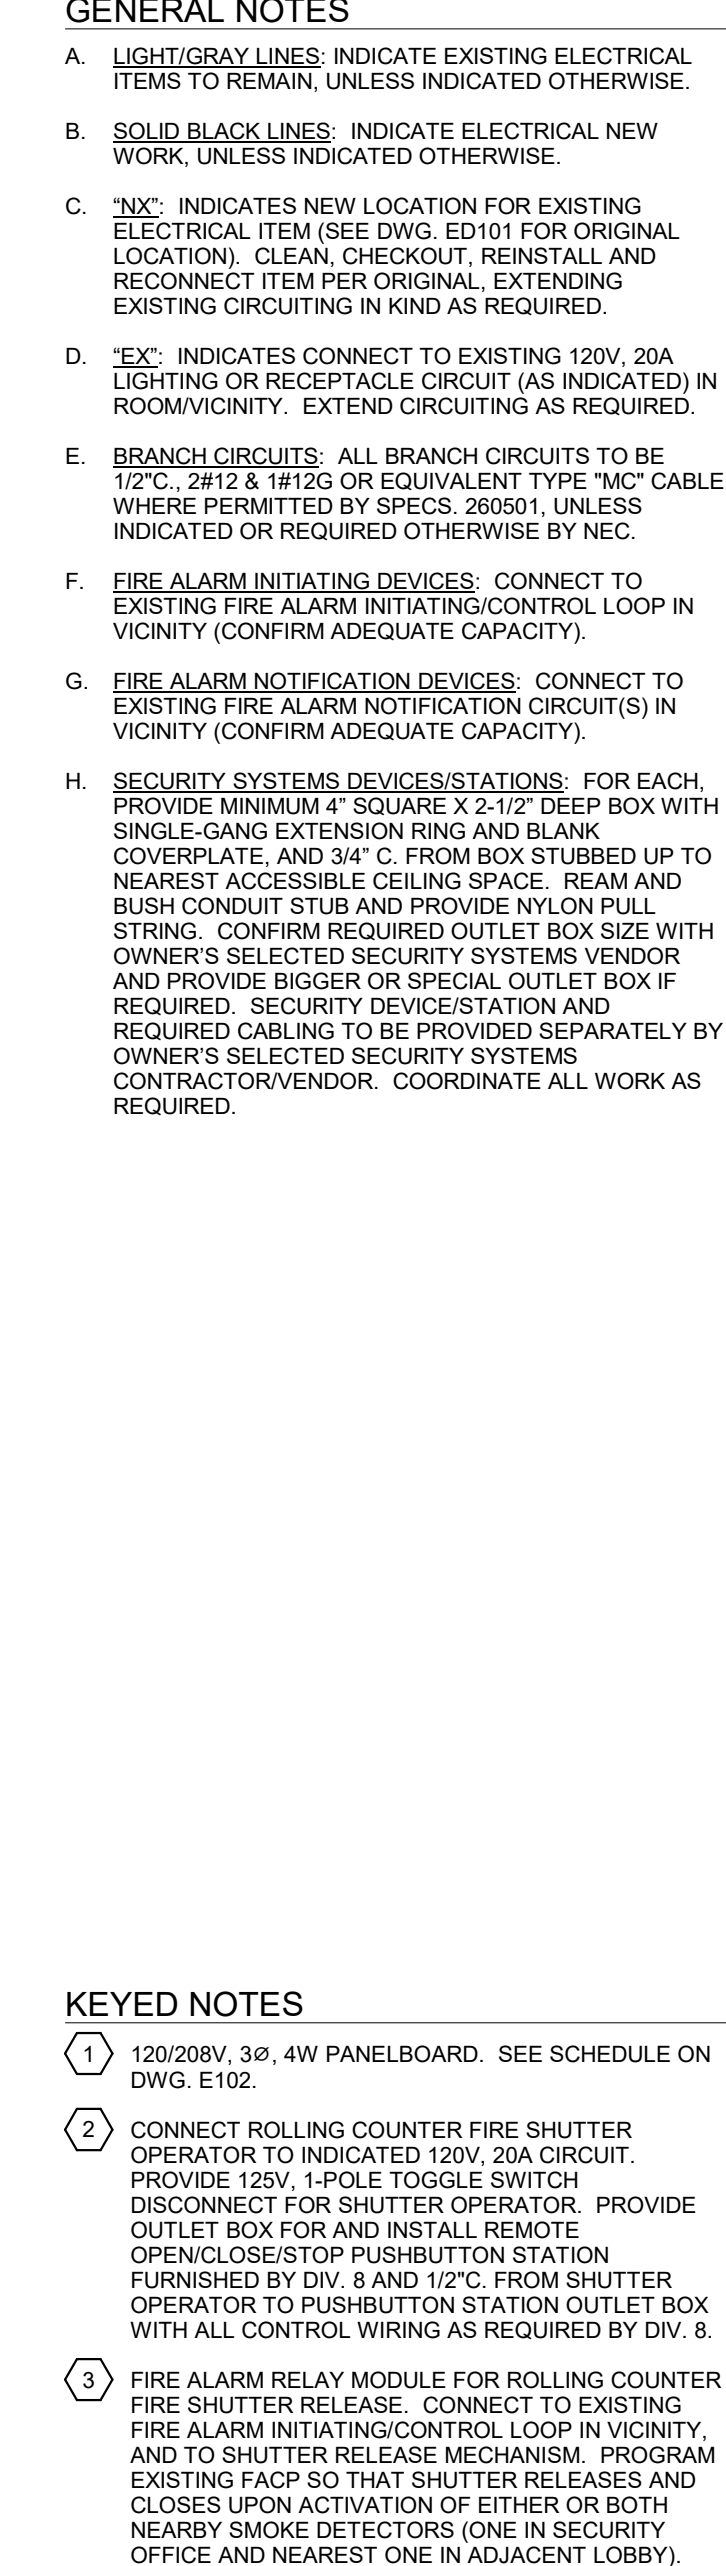 GENERAL NOTES
A. LIGHT/GRAY LINES: INDICATE EXISTING ELECTRICAL
ITEMS TO REMAIN, UNLESS INDICATED OTHERWISE.
B. SOLID BLACK LINES: INDICATE ELECTRICAL NEW
WORK, UNLESS INDICATED OTHERWISE.
C. “NX”: INDICATES NEW LOCATION FOR EXISTING
ELECTRICAL ITEM (SEE DWG. ED101 FOR ORIGINAL
LOCATION). CLEAN, CHECKOUT, REINSTALL AND
RECONNECT ITEM PER ORIGINAL, EXTENDING
EXISTING CIRCUITING IN KIND AS REQUIRED.
D. “EX”: INDICATES CONNECT TO EXISTING 120V, 20A
LIGHTING OR RECEPTACLE CIRCUIT (AS INDICATED) IN
ROOM/VICINITY. EXTEND CIRCUITING AS REQUIRED.
E. BRANCH CIRCUITS: ALL BRANCH CIRCUITS TO BE
1/2"C., 2#12 & 1#12G OR EQUIVALENT TYPE "MC" CABLE
WHERE PERMITTED BY SPECS. 260501, UNLESS
INDICATED OR REQUIRED OTHERWISE BY NEC.
F. FIRE ALARM INITIATING DEVICES: CONNECT TO
EXISTING FIRE ALARM INITIATING/CONTROL LOOP IN
VICINITY (CONFIRM ADEQUATE CAPACITY).
G. FIRE ALARM NOTIFICATION DEVICES: CONNECT TO
EXISTING FIRE ALARM NOTIFICATION CIRCUIT(S) IN
VICINITY (CONFIRM ADEQUATE CAPACITY).
H. SECURITY SYSTEMS DEVICES/STATIONS: FOR EACH,
PROVIDE MINIMUM 4” SQUARE X 2-1/2” DEEP BOX WITH
SINGLE-GANG EXTENSION RING AND BLANK
COVERPLATE, AND 3/4” C. FROM BOX STUBBED UP TO
NEAREST ACCESSIBLE CEILING SPACE. REAM AND
BUSH CONDUIT STUB AND PROVIDE NYLON PULL
STRING. CONFIRM REQUIRED OUTLET BOX SIZE WITH
OWNER’S SELECTED SECURITY SYSTEMS VENDOR
AND PROVIDE BIGGER OR SPECIAL OUTLET BOX IF
REQUIRED. SECURITY DEVICE/STATION AND
REQUIRED CABLING TO BE PROVIDED SEPARATELY BY
OWNER’S SELECTED SECURITY SYSTEMS
CONTRACTOR/VENDOR. COORDINATE ALL WORK AS
REQUIRED.
KEYED NOTES
1 120/208V, 3∅, 4W PANELBOARD. SEE SCHEDULE ON
DWG. E102.
2 CONNECT ROLLING COUNTER FIRE SHUTTER
OPERATOR TO INDICATED 120V, 20A CIRCUIT.
PROVIDE 125V, 1-POLE TOGGLE SWITCH
DISCONNECT FOR SHUTTER OPERATOR. PROVIDE
OUTLET BOX FOR AND INSTALL REMOTE
OPEN/CLOSE/STOP PUSHBUTTON STATION
FURNISHED BY DIV. 8 AND 1/2"C. FROM SHUTTER
OPERATOR TO PUSHBUTTON STATION OUTLET BOX
WITH ALL CONTROL WIRING AS REQUIRED BY DIV. 8.
3 FIRE ALARM RELAY MODULE FOR ROLLING COUNTER
FIRE SHUTTER RELEASE. CONNECT TO EXISTING
FIRE ALARM INITIATING/CONTROL LOOP IN VICINITY,
AND TO SHUTTER RELEASE MECHANISM. PROGRAM
EXISTING FACP SO THAT SHUTTER RELEASES AND
CLOSES UPON ACTIVATION OF EITHER OR BOTH
NEARBY SMOKE DETECTORS (ONE IN SECURITY
OFFICE AND NEAREST ONE IN ADJACENT LOBBY).